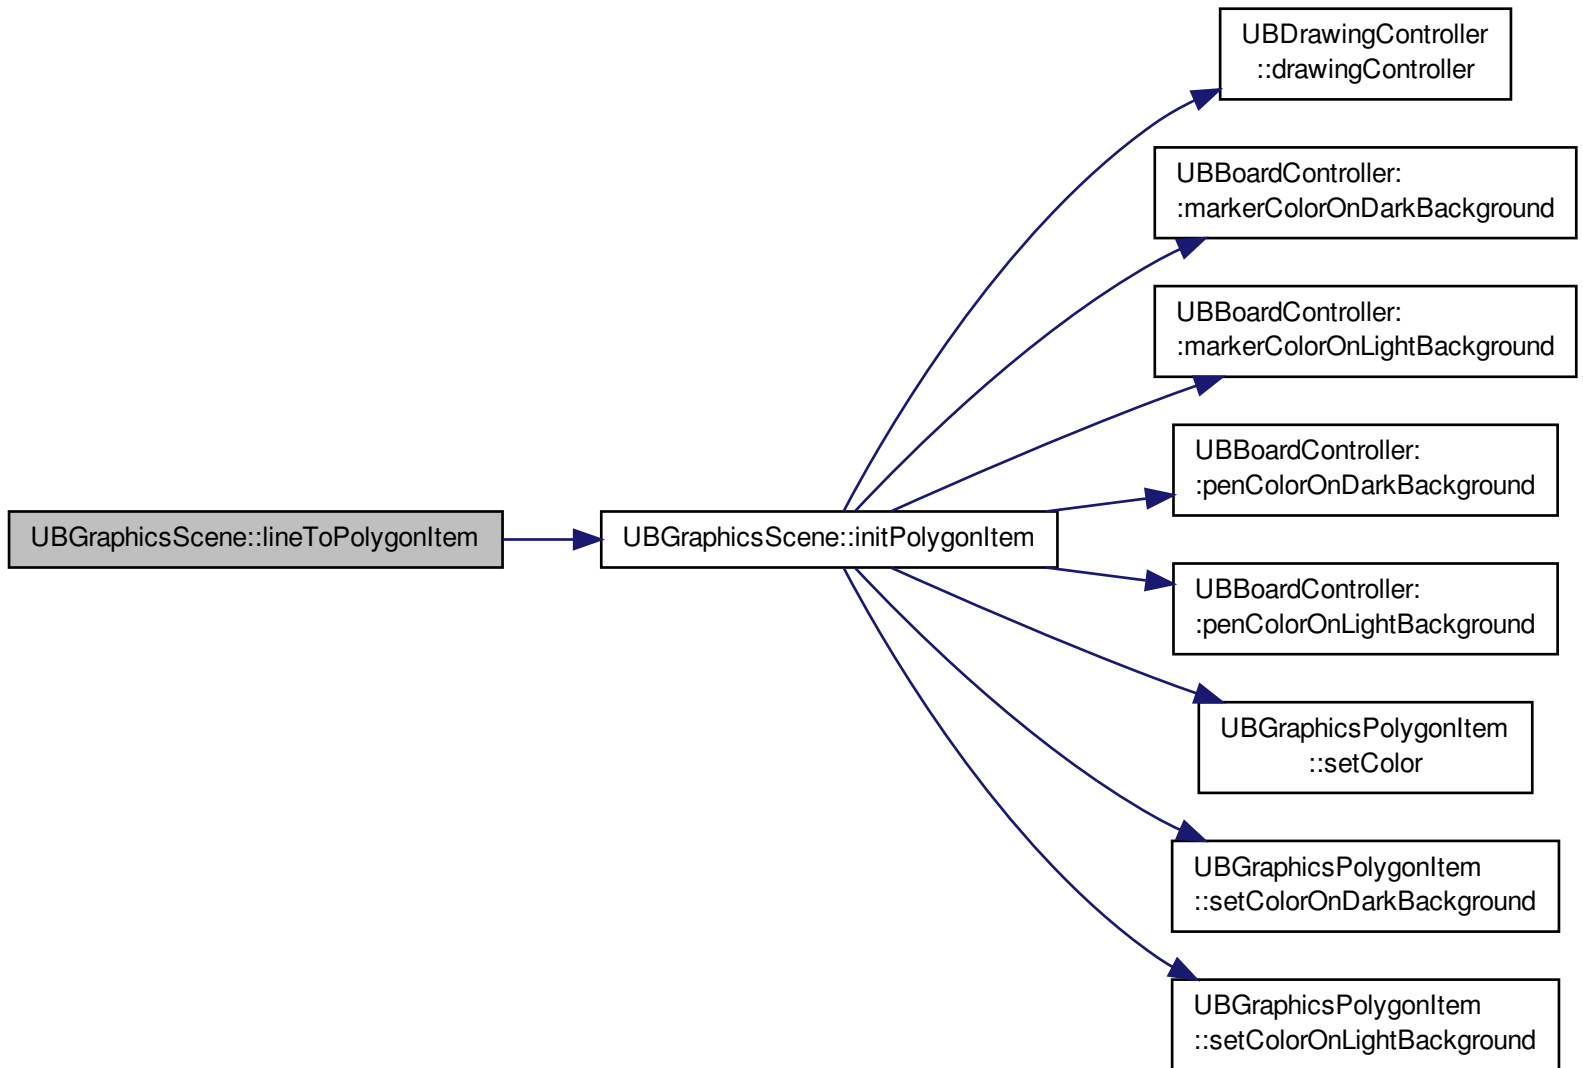 UBDrawingController
::drawingController
UBBoardController:
:markerColorOnDarkBackground
UBBoardController:
:markerColorOnLightBackground
UBBoardController:
:penColorOnDarkBackground
UBGraphicsScene::lineToPolygonItem
UBGraphicsScene::initPolygonItem
UBBoardController:
:penColorOnLightBackground
UBGraphicsPolygonItem
::setColor
UBGraphicsPolygonItem
::setColorOnDarkBackground
UBGraphicsPolygonItem
::setColorOnLightBackground